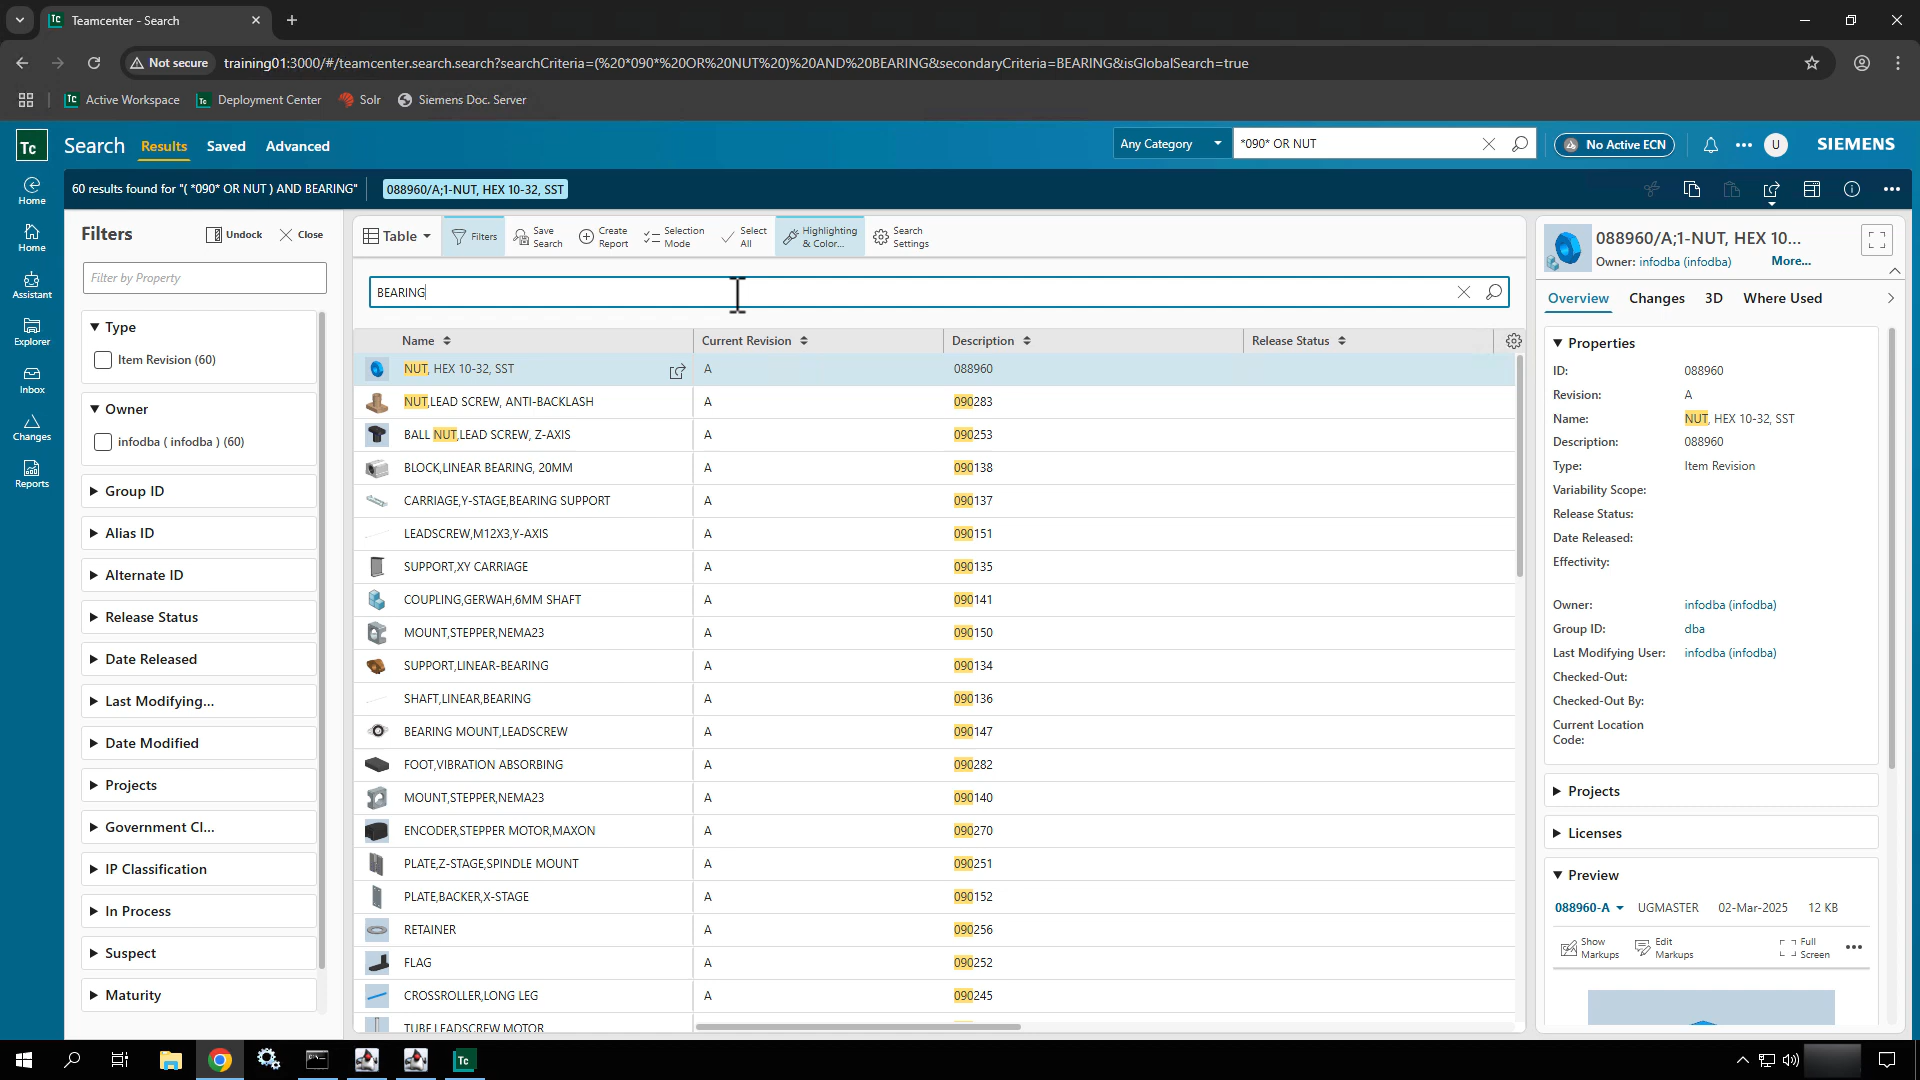 Teamcenter - Search
Not secure
training01:3000/#/teamcenter.search.search?searchCriteria=(%20*090*%20OR%20NUT%20)%20AND%20BEARING&secondaryCriteria=BEARING&isGlobalSearch=true
Tc Active Workspace Tc Deployment Center Solr Siemens Doc. Server
Tc Search Results Saved Advanced
Any Category *090* OR NUT No Active ECN U SIEMENS
60 results found for "( *090* OR NUT ) AND BEARING" 088960/A;1-NUT, HEX 10-32, SST
Home
Home
Assistant
Explorer
Inbox
Changes
Reports
Filters Undock Close
Filter by Property
Type
Item Revision (60)
Owner
infodba ( infodba ) (60)
Group ID
Alias ID
Alternate ID
Release Status
Date Released
Last Modifying...
Date Modified
Projects
Government Cl...
IP Classification
In Process
Suspect
Maturity
Table Filters Save Search Create Report Selection Mode Select All Highlighting & Color... Search Settings
BEARING
Name Current Revision Description Release Status
NUT, HEX 10-32, SST A 088960
NUT,LEAD SCREW, ANTI-BACKLASH A 090283
BALL NUT,LEAD SCREW, Z-AXIS A 090253
BLOCK,LINEAR BEARING, 20MM A 090138
CARRIAGE,Y-STAGE,BEARING SUPPORT A 090137
LEADSCREW,M12X3,Y-AXIS A 090151
SUPPORT,XY CARRIAGE A 090135
COUPLING,GERWAH,6MM SHAFT A 090141
MOUNT,STEPPER,NEMA23 A 090150
SUPPORT,LINEAR-BEARING A 090134
SHAFT,LINEAR,BEARING A 090136
BEARING MOUNT,LEADSCREW A 090147
FOOT,VIBRATION ABSORBING A 090282
MOUNT,STEPPER,NEMA23 A 090140
ENCODER,STEPPER MOTOR,MAXON A 090270
PLATE,Z-STAGE,SPINDLE MOUNT A 090251
PLATE,BACKER,X-STAGE A 090152
RETAINER A 090256
FLAG A 090252
CROSSROLLER,LONG LEG A 090245
TUBE LEADSCREW MOTOR
088960/A;1-NUT, HEX 10...
Owner: infodba (infodba) More...
Overview Changes 3D Where Used
Properties
ID: 088960
Revision: A
Name: NUT, HEX 10-32, SST
Description: 088960
Type: Item Revision
Variability Scope:
Release Status:
Date Released:
Effectivity:
Owner: infodba (infodba)
Group ID: dba
Last Modifying User: infodba (infodba)
Checked-Out:
Checked-Out By:
Current Location
Code:
Projects
Licenses
Preview
088960-A UGMASTER 02-Mar-2025 12 KB
Show Markups Edit Markups Full Screen
Tc